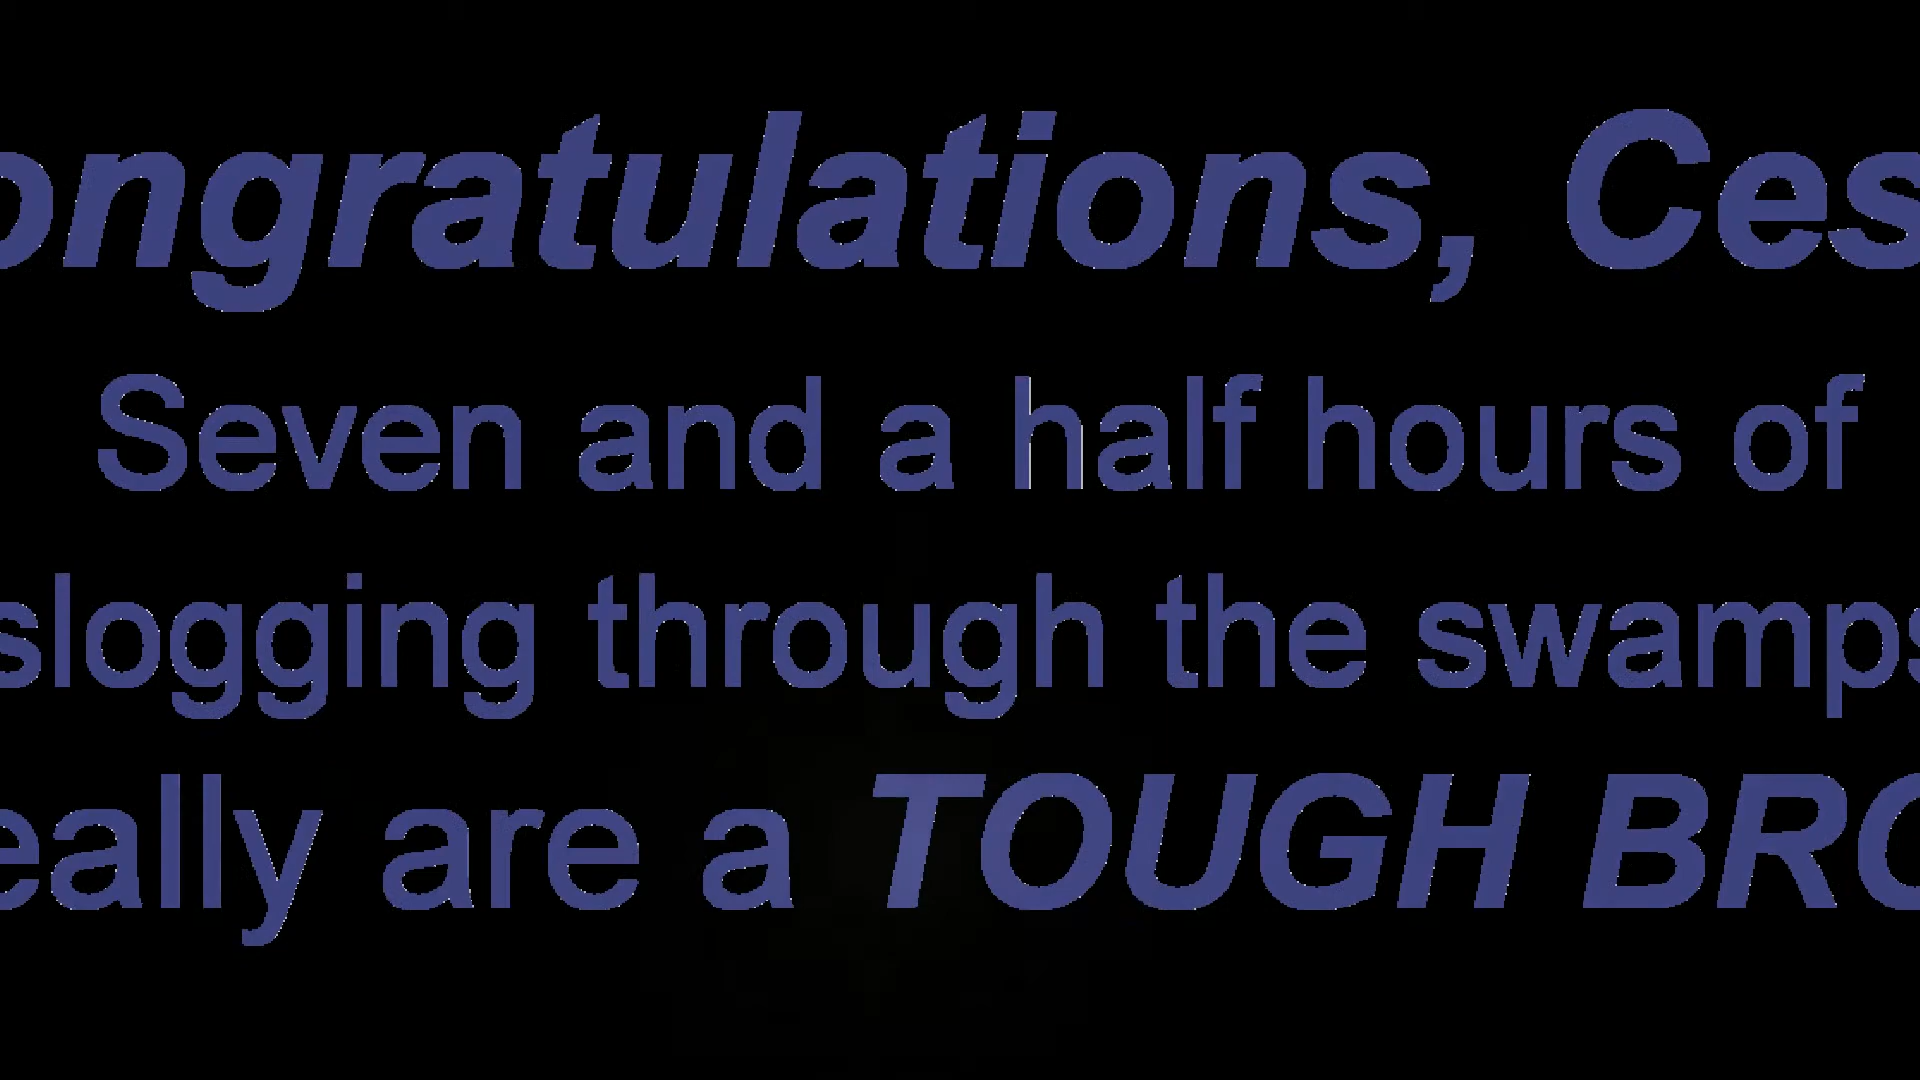 ongratulations, Ces
Seven and a half hours of
slogging through the swamps
eally are a TOUGH BRO